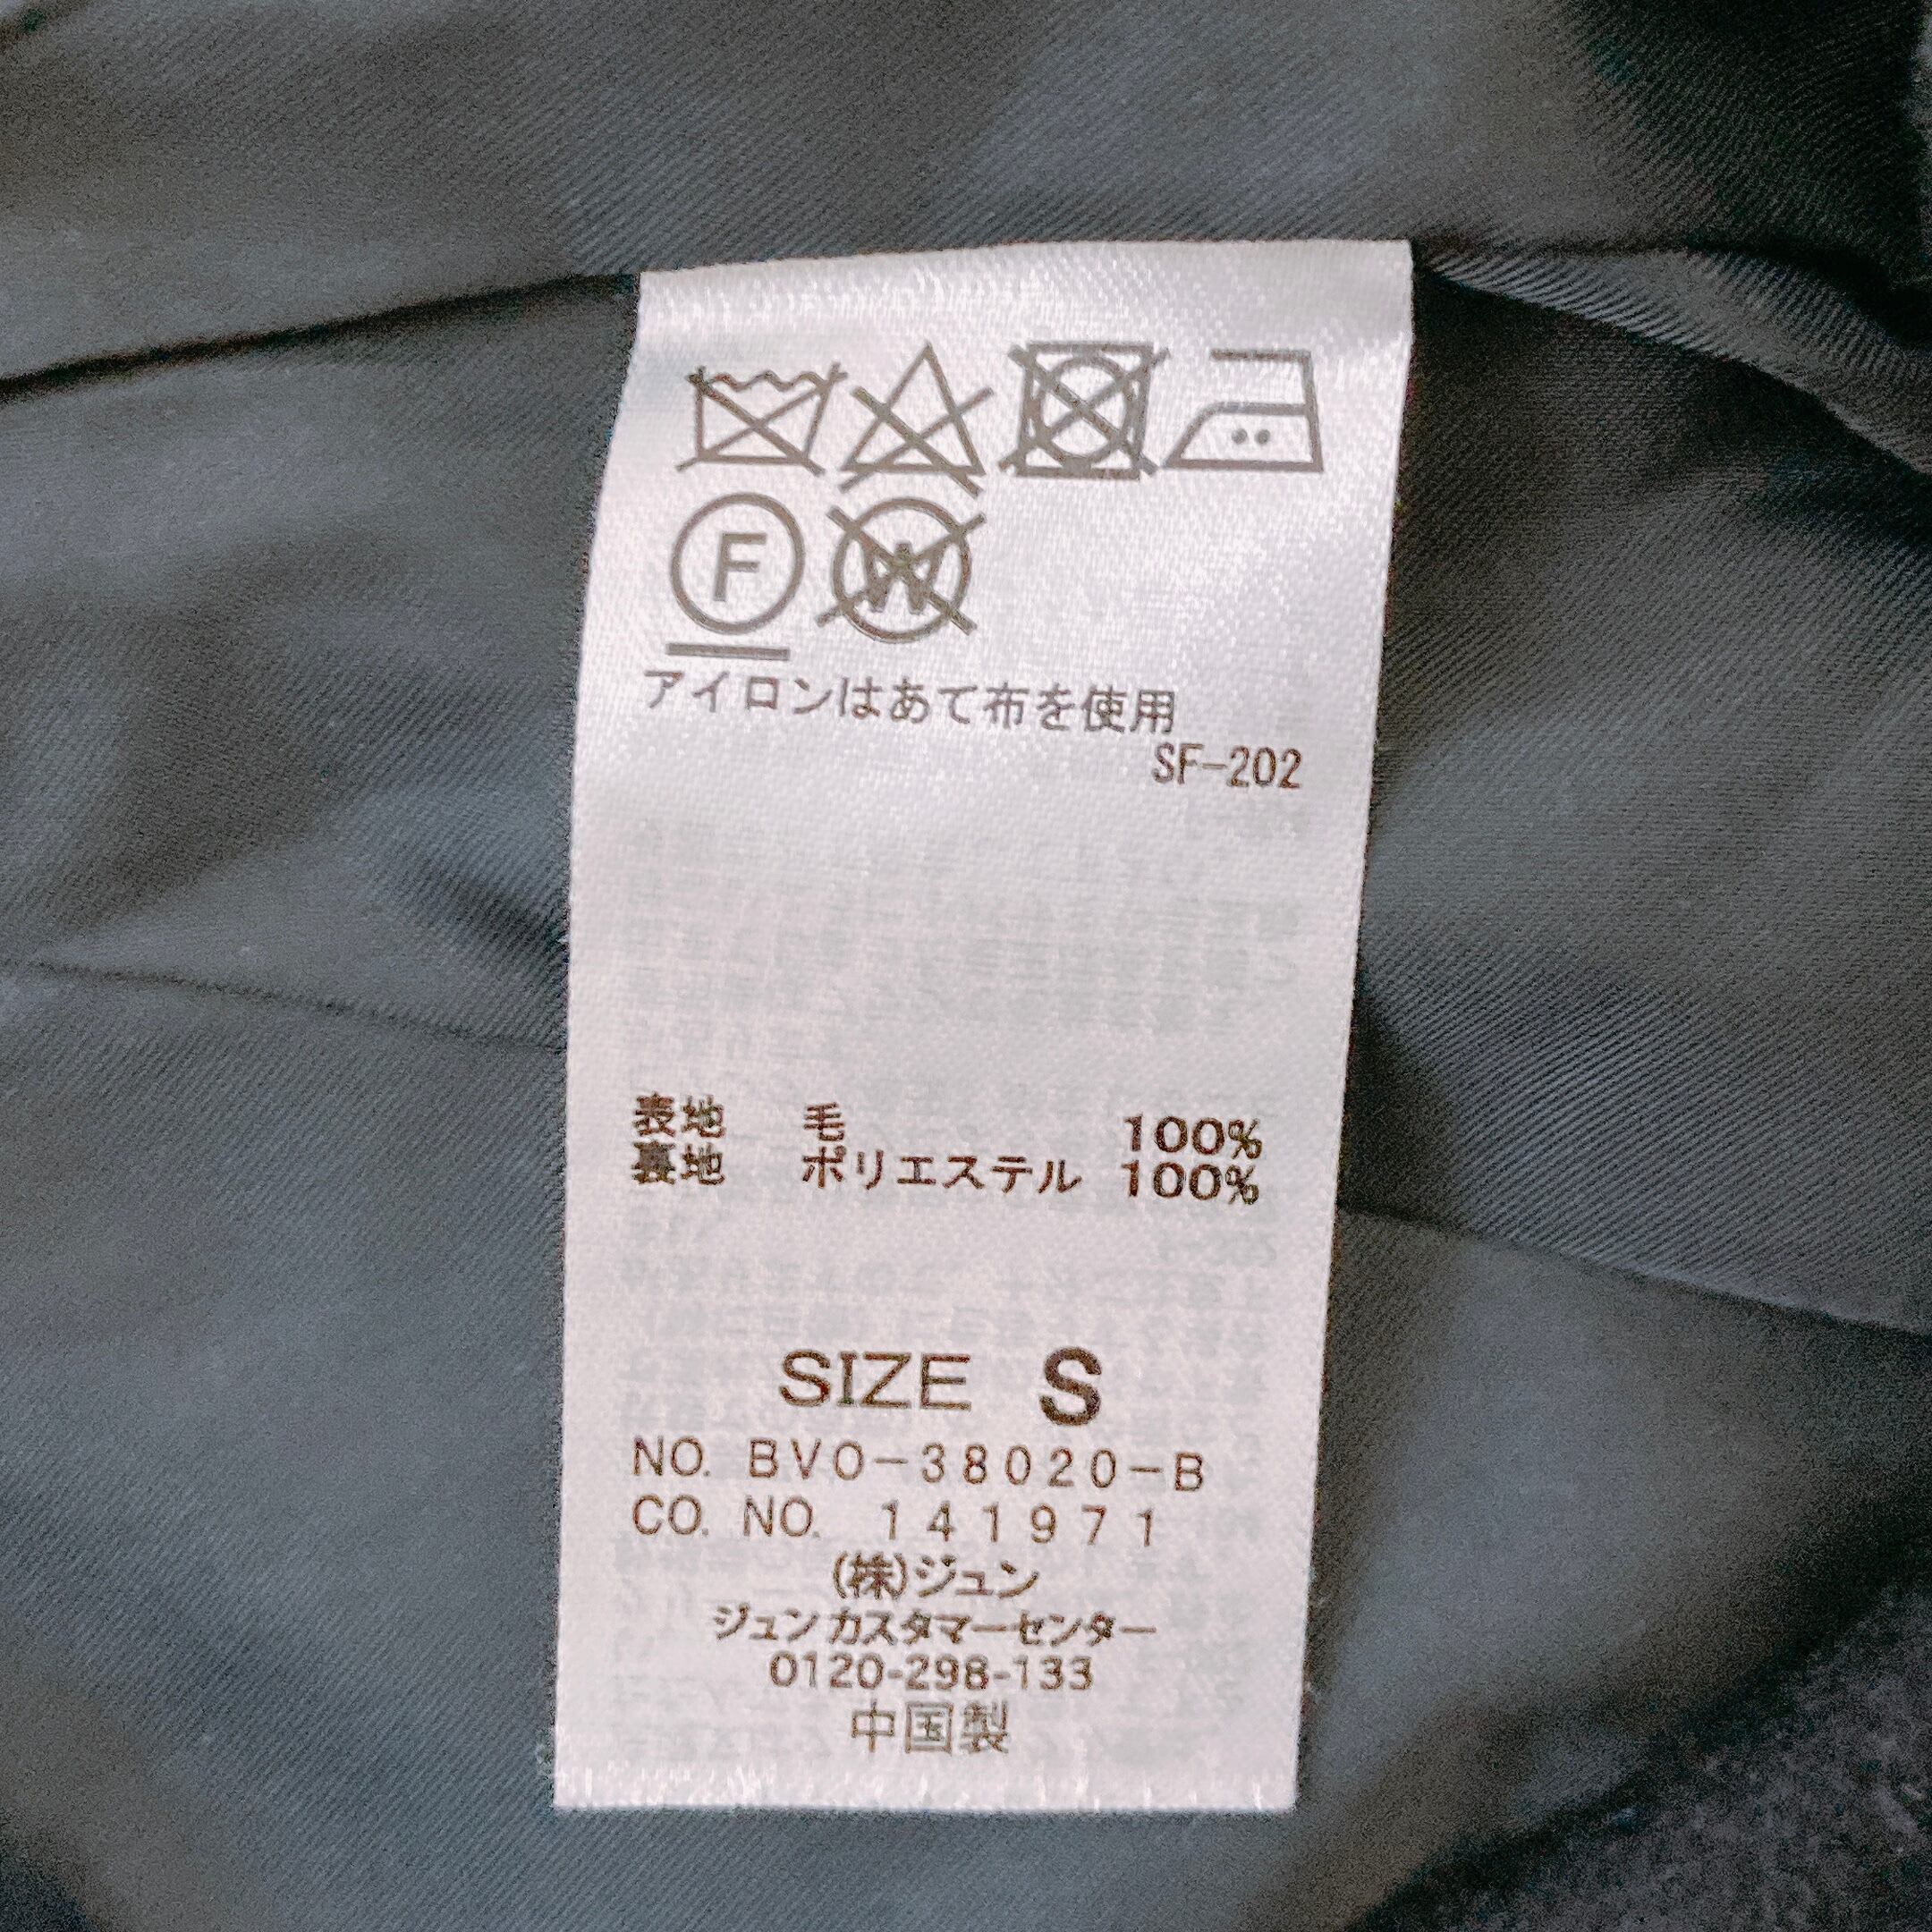 F
W
アイロンはあて布を使用
SF-202
表地 毛 100%
裏地 ポリエステル 100%
SIZE S
NO. BVO-38020-B
CO. NO. 141971
(株)ジュン
ジュンカスタマーセンター
0120-298-133
中国製